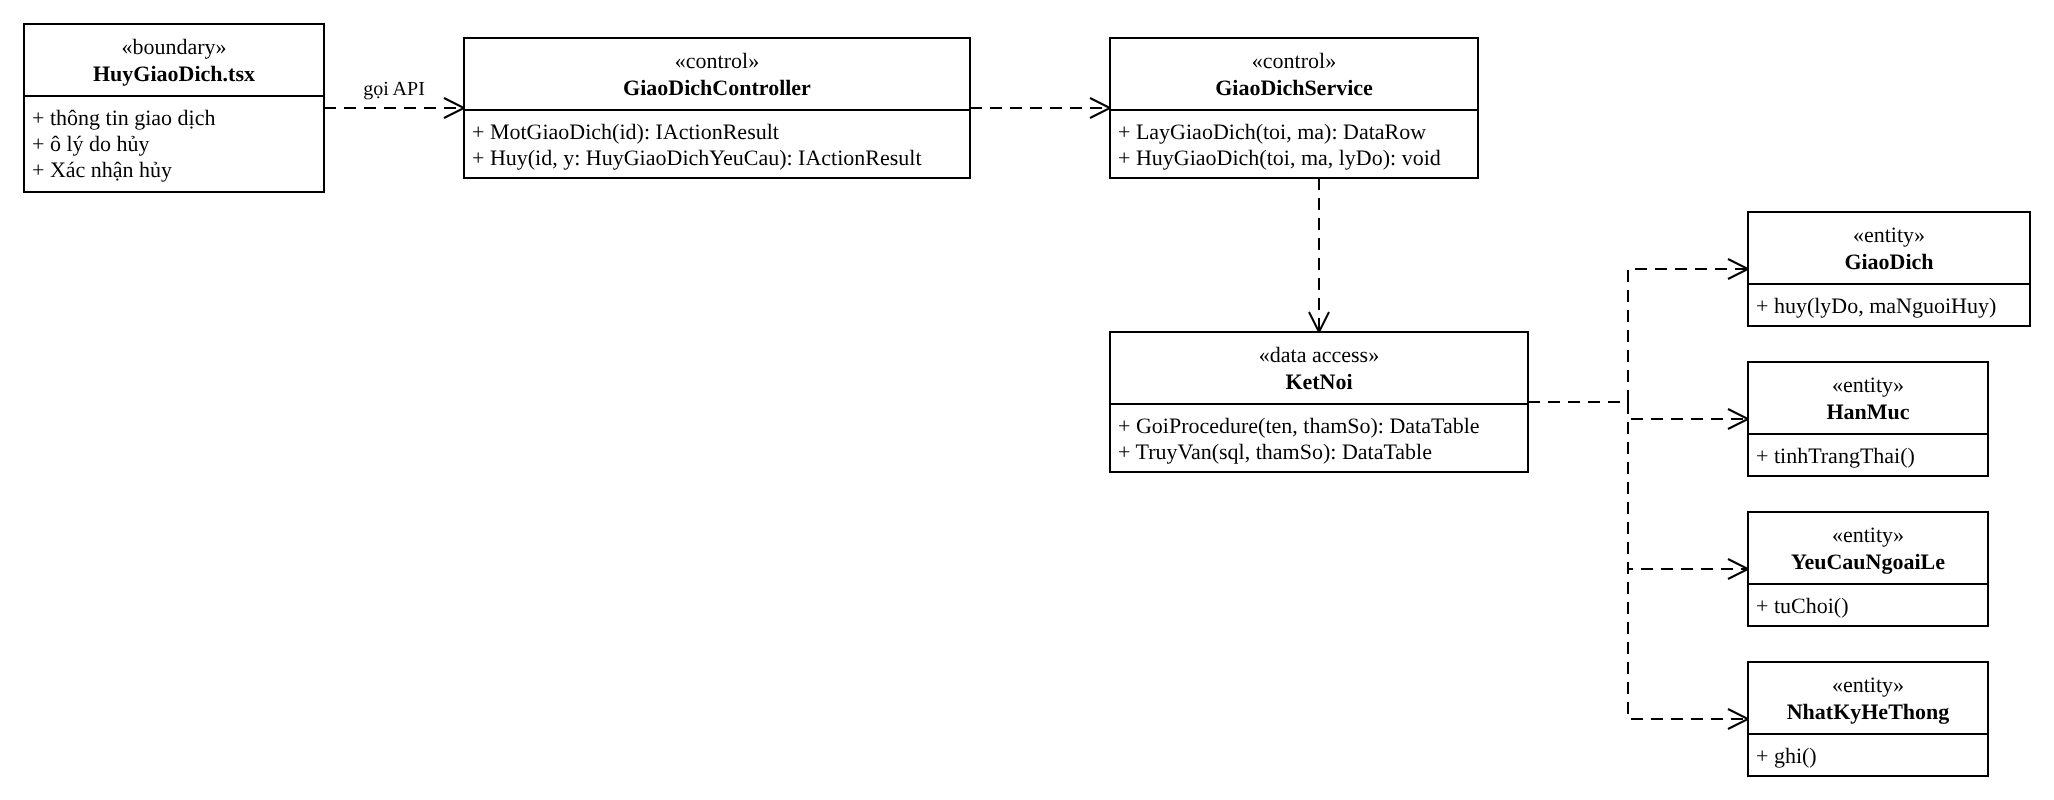 «boundary»
HuyGiaoDich.tsx
+ thông tin giao dịch
+ ô lý do hủy
+ Xác nhận hủy
gọi API
«control»
GiaoDichController
+ MotGiaoDich(id): IActionResult
+ Huy(id, y: HuyGiaoDichYeuCau): IActionResult
«control»
GiaoDichService
+ LayGiaoDich(toi, ma): DataRow
+ HuyGiaoDich(toi, ma, lyDo): void
«data access»
KetNoi
+ GoiProcedure(ten, thamSo): DataTable
+ TruyVan(sql, thamSo): DataTable
«entity»
GiaoDich
+ huy(lyDo, maNguoiHuy)
«entity»
HanMuc
+ tinhTrangThai()
«entity»
YeuCauNgoaiLe
+ tuChoi()
«entity»
NhatKyHeThong
+ ghi()